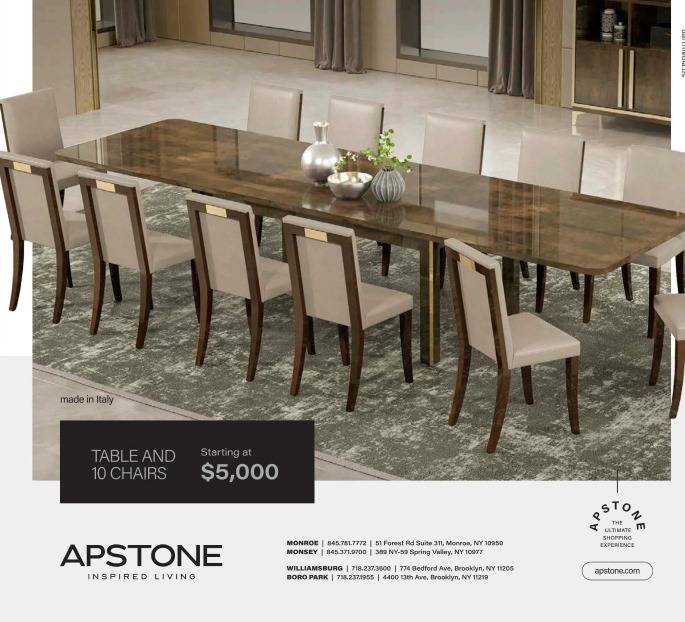 made in Italy
TABLE AND
10 CHAIRS
Starting at
$5,000
APSTONE
INSPIRED LIVING
MONROE | 845.781.7772 | 51 Forest Rd Suite 311, Monroe, NY 10950
MONSEY | 845.371.9700 | 389 NY-59 Spring Valley, NY 10977
WILLIAMSBURG | 718.237.3600 | 774 Bedford Ave, Brooklyn, NY 11205
BORO PARK | 718.237.1955 | 4400 13th Ave, Brooklyn, NY 11219
APSTONE
THE
ULTIMATE
SHOPPING
EXPERIENCE
apstone.com